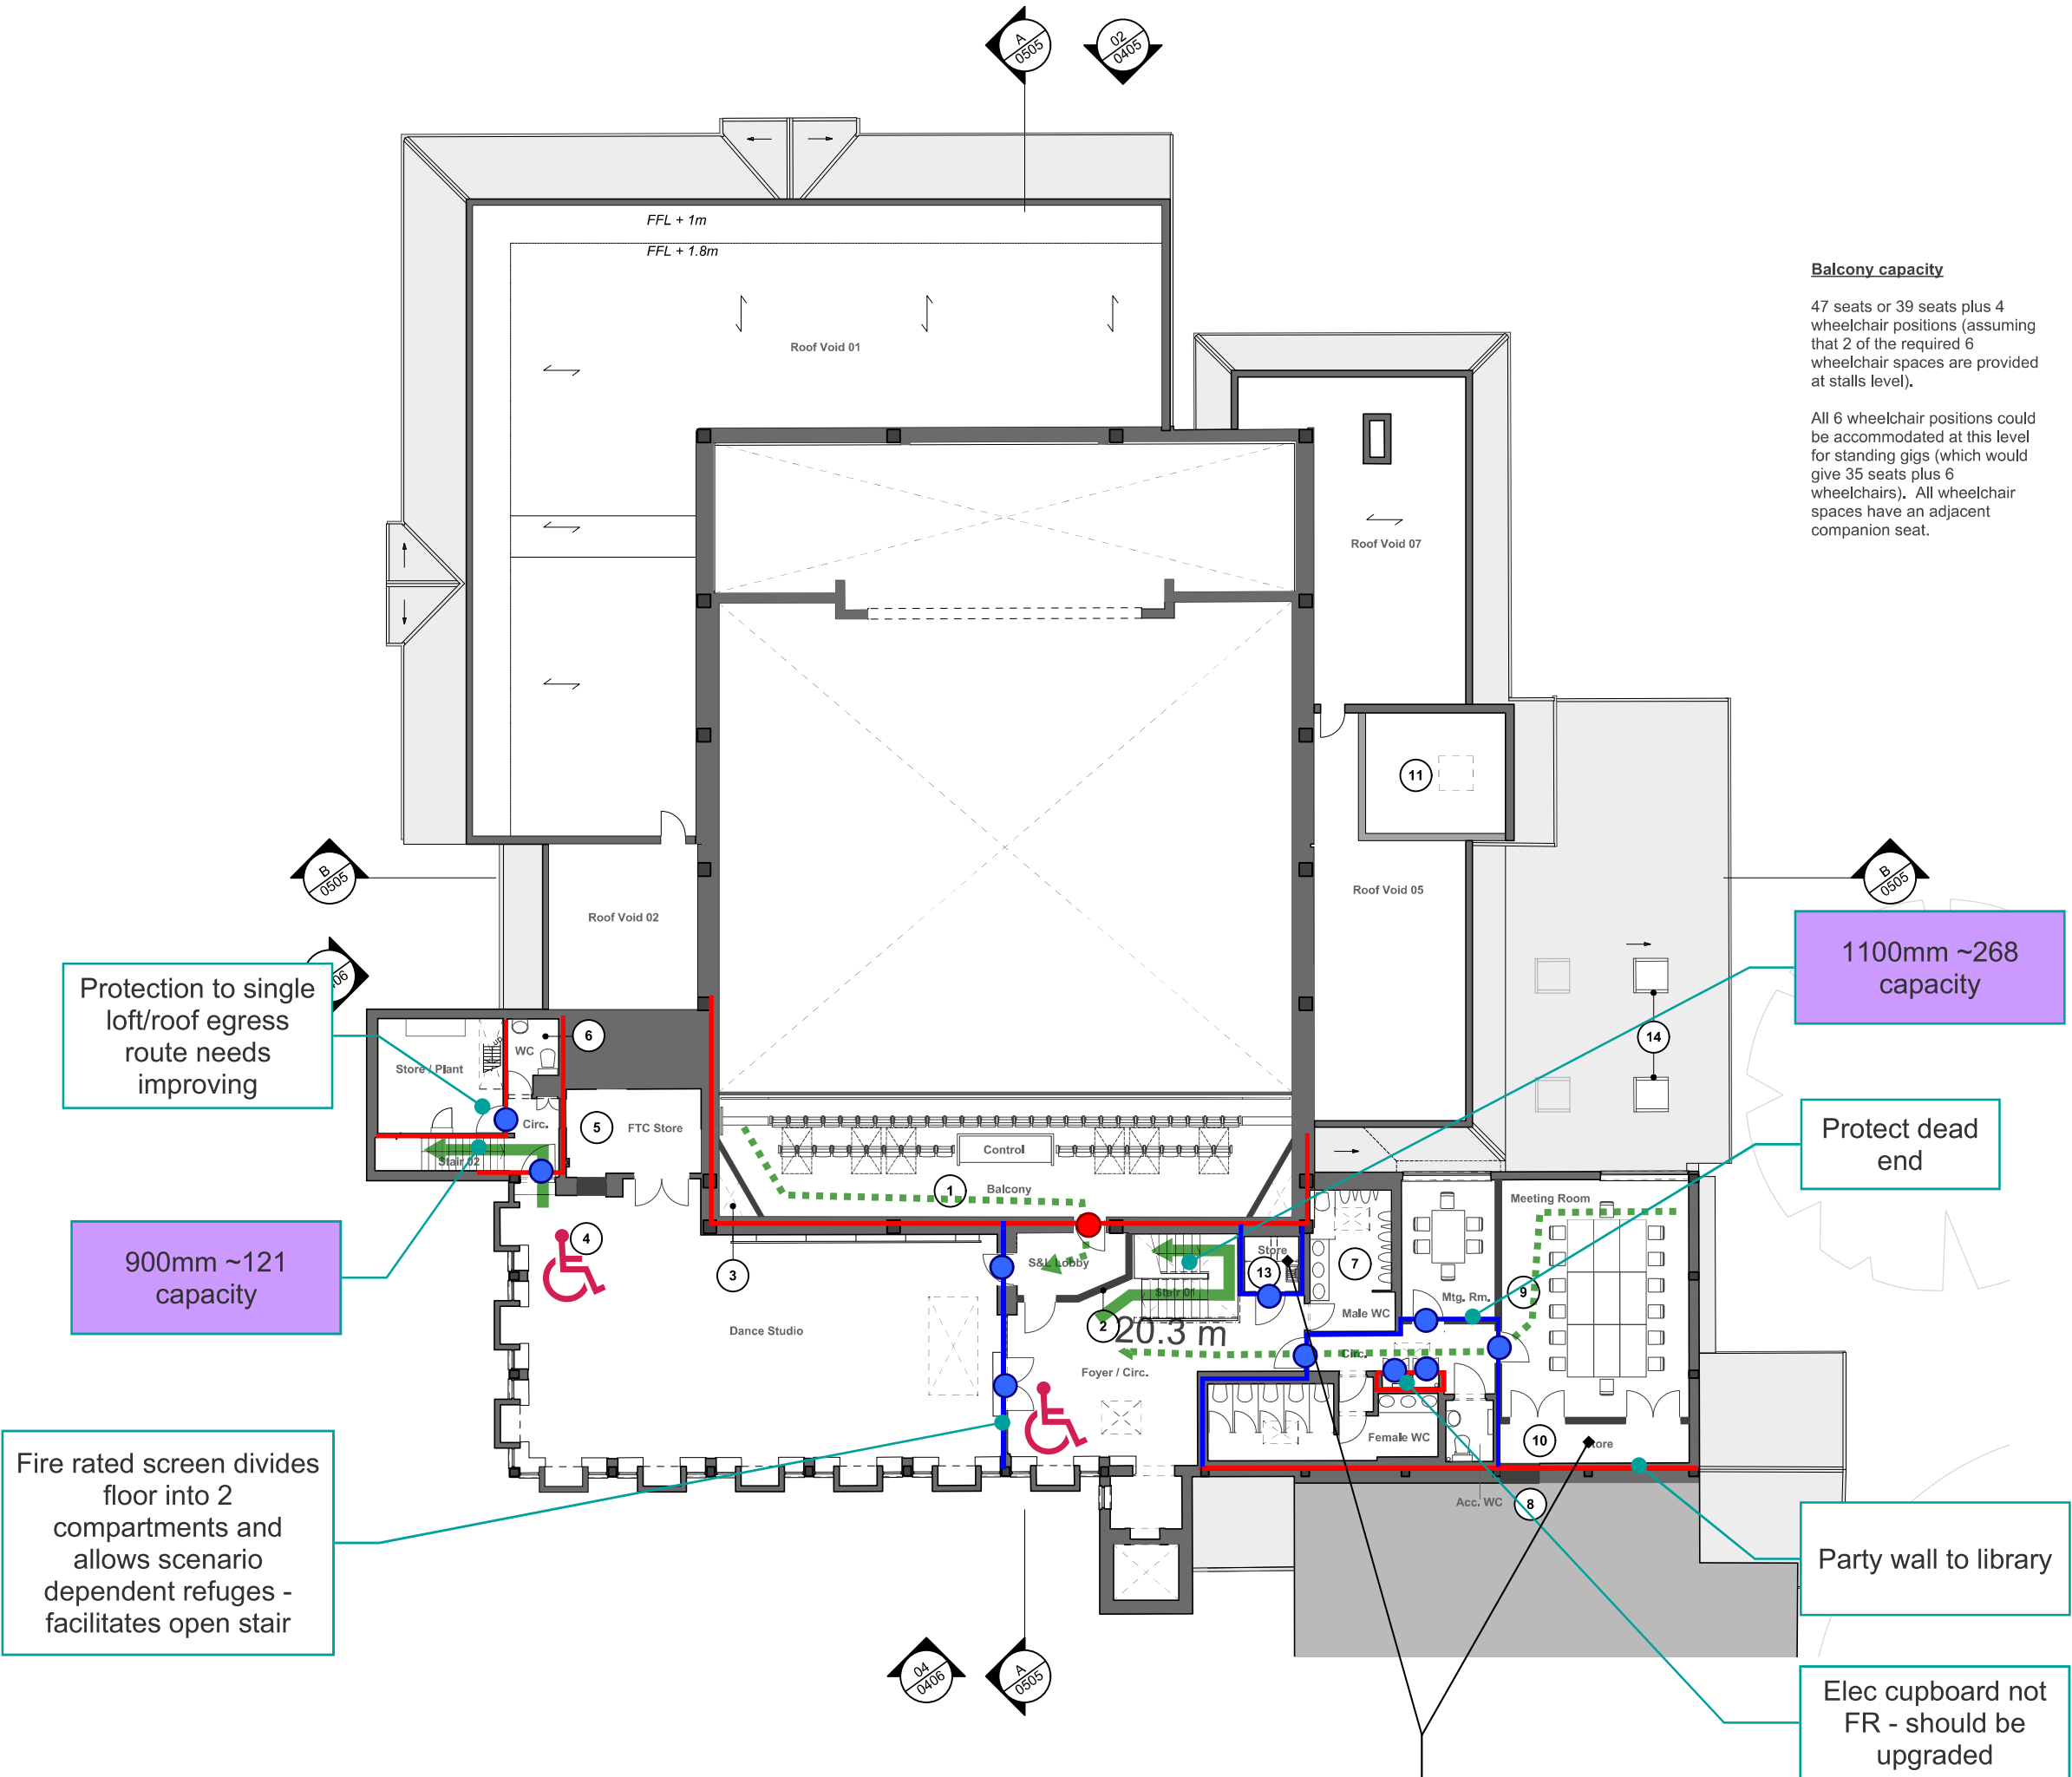 A
0505
02
0405
FFL + 1m
FFL + 1.8m
Roof Void 01
Balcony capacity
47 seats or 39 seats plus 4
wheelchair positions (assuming
that 2 of the required 6
wheelchair spaces are provided
at stalls level).
All 6 wheelchair positions could
be accommodated at this level
for standing gigs (which would
give 35 seats plus 6
wheelchairs). All wheelchair
spaces have an adjacent
companion seat.
Roof Void 07
11
B
0505
B
0505
Roof Void 05
Roof Void 02
1100mm ~268
capacity
Protection to single
loft/roof egress
route needs
improving
06
14
6
WC
up
Store / Plant
Circ.
5
FTC Store
Stair 02
Control
1
Balcony
Protect dead
end
Meeting Room
4
3
S&L Lobby
Store
13
7
900mm ~121
capacity
Stair 01
Male WC
Mtg. Rm.
9
2
20.3 m
Dance Studio
Foyer / Circ.
Circ.
Female WC
10
Store
Acc. WC
8
Fire rated screen divides
floor into 2
compartments and
allows scenario
dependent refuges -
facilitates open stair
Party wall to library
04
0406
A
0505
Elec cupboard not
FR - should be
upgraded